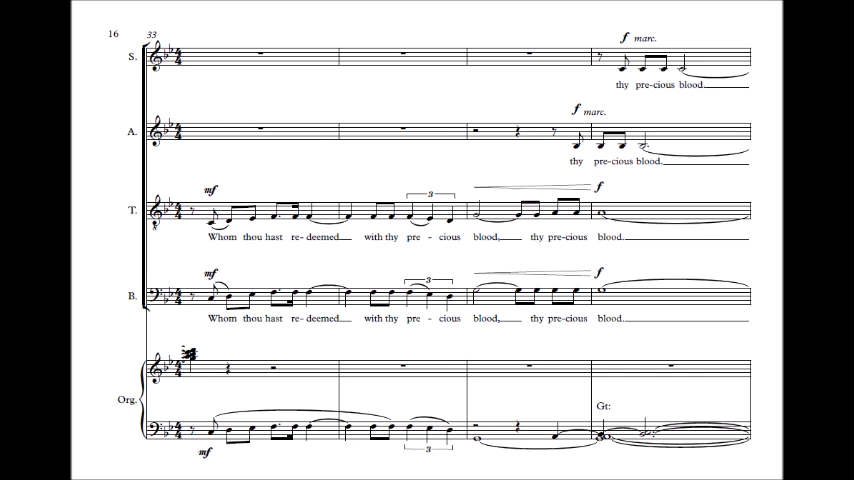 16
33
f marc.
S.
thy pre-cious blood.
f marc.
A.
thy pre-cious blood.
mf
3
f
T.
8
Whom thou hast re-deemed with thy pre - cious blood, thy pre-cious blood.
mf
3
f
B.
Whom thou hast re-deemed with thy pre - cious blood, thy pre-cious blood.
Org.
Gt:
mf
3